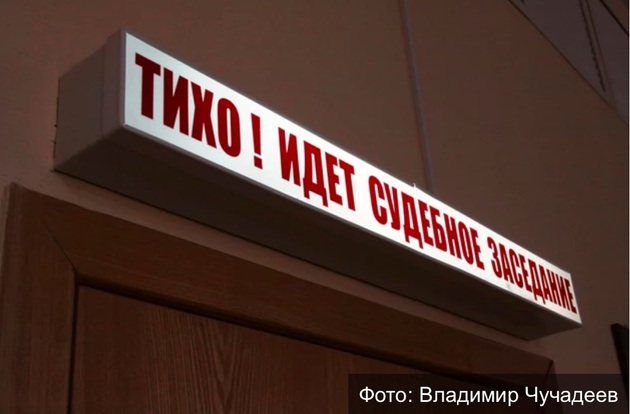 ТИХО! ИДЕТ СУДЕБНОЕ ЗАСЕДАНИЕ
Фото: Владимир Чучадеев